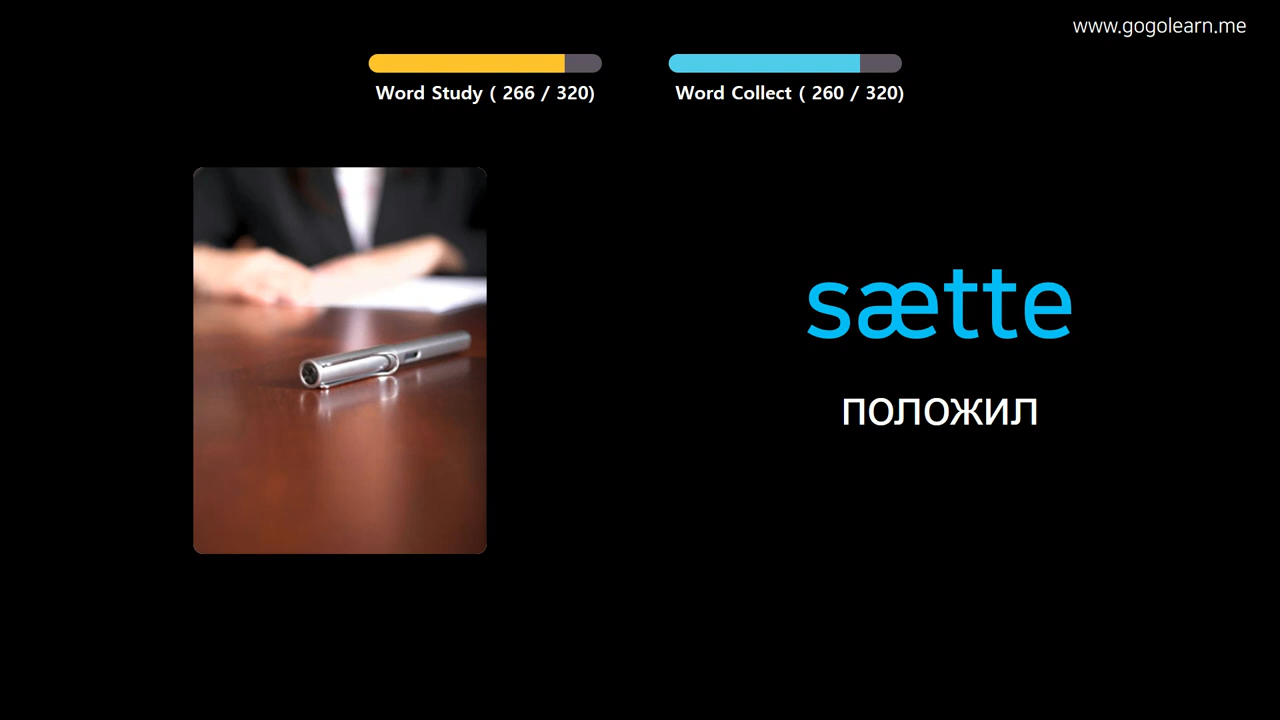 www.gogolearn.me
Word Study ( 266 / 320)
Word Collect ( 260 / 320)
sætte
положил